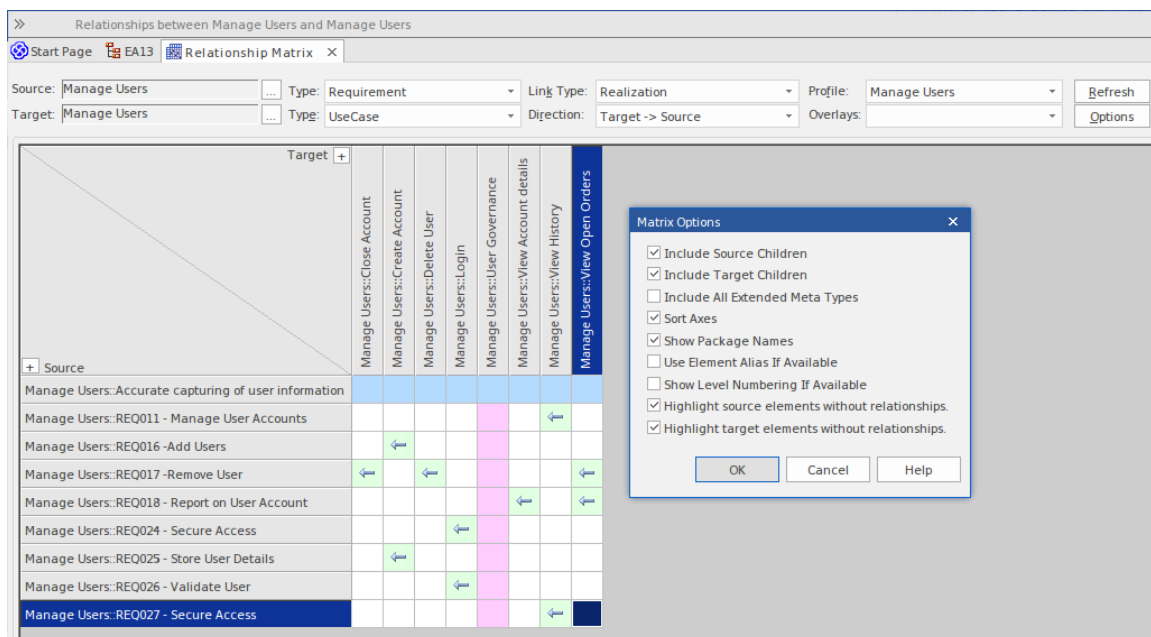 Relationships between Manage Users and Manage Users
Start Page EA13 Relationship Matrix
Source: Manage Users ... Type: Requirement Link Type: Realization Profile: Manage Users Refresh
Target: Manage Users ... Type: UseCase Direction: Target -> Source Overlays: Options
Target +
+ Source
Manage Users::Close Account
Manage Users::Create Account
Manage Users::Delete User
Manage Users::Login
Manage Users::User Governance
Manage Users::View Account details
Manage Users::View History
Manage Users::View Open Orders
Manage Users::Accurate capturing of user information
Manage Users::REQ011 - Manage User Accounts
Manage Users::REQ016 -Add Users
Manage Users::REQ017 -Remove User
Manage Users::REQ018 - Report on User Account
Manage Users::REQ024 - Secure Access
Manage Users::REQ025 - Store User Details
Manage Users::REQ026 - Validate User
Manage Users::REQ027 - Secure Access
Matrix Options
Include Source Children
Include Target Children
Include All Extended Meta Types
Sort Axes
Show Package Names
Use Element Alias If Available
Show Level Numbering If Available
Highlight source elements without relationships.
Highlight target elements without relationships.
OK Cancel Help